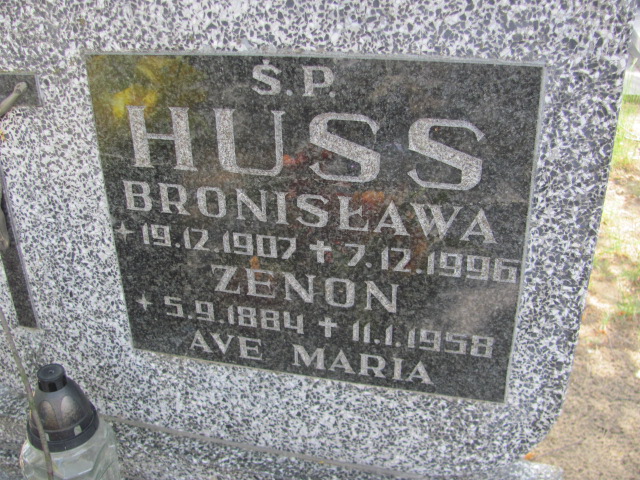 Ś.P.
HUSS
BRONISŁAWA
* 19.12.1907 + 7.12.1996
ZENON
* 5.9.1884 + 11.1.1958
AVE MARIA